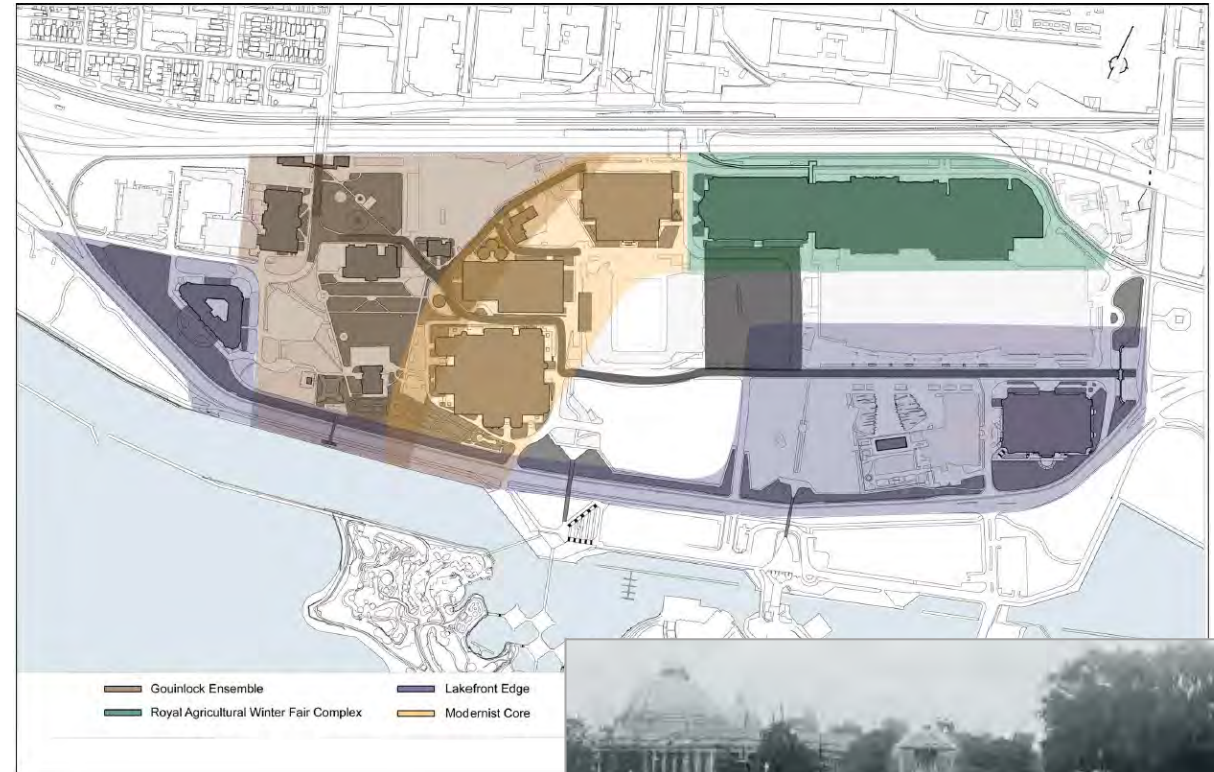 Gouinlock Ensemble
Royal Agricultural Winter Fair Complex
Lakefront Edge
Modernist Core